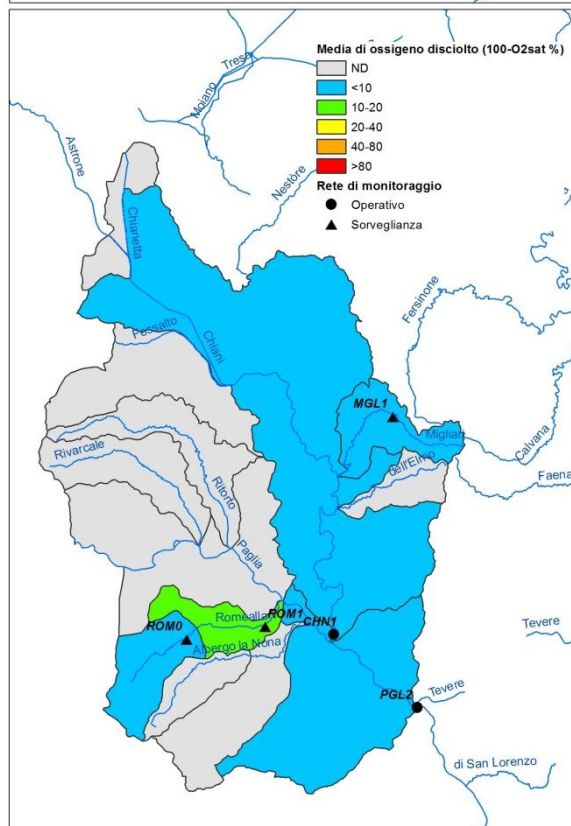 Media di ossigeno disciolto (100-O2sat %)
ND
<10
10-20
20-40
40-80
>80
Rete di monitoraggio
Operativo
Sorveglianza
Tresa
Moiano
Astrone
Nestòre
Chianetta
Fersinone
Chiani
Fossalto
MGL1
Migliari
Calvana
dell'Elmo
Faena
Rivarcale
Ritorto
Paglia
ROM0
Romealla
ROM1
CHN1
Albergo la Nona
Tevere
PGL2
Tevere
di San Lorenzo